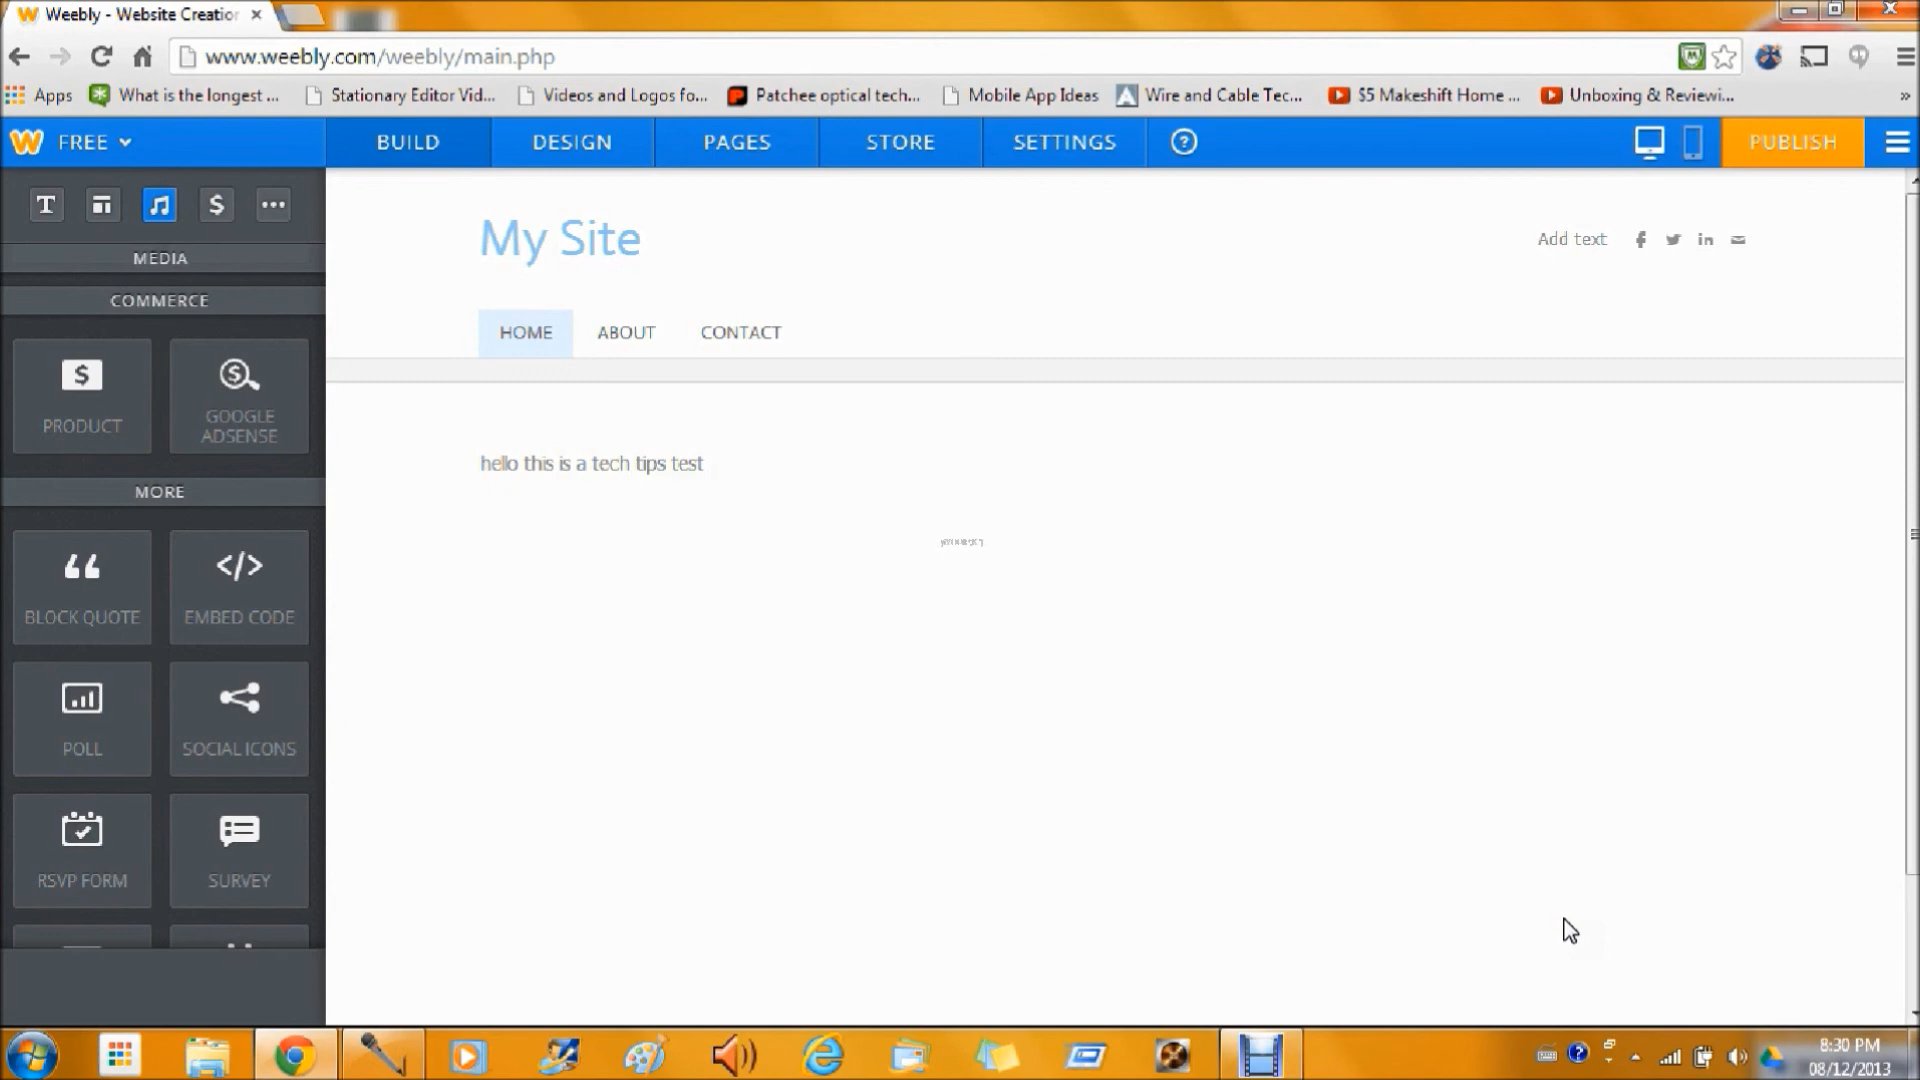 Weebly - Website Creation
www.weebly.com/weebly/main.php
Apps What is the longest ... Stationary Editor Vid... Videos and Logos fo... Patchee optical tech... Mobile App Ideas Wire and Cable Tec... $5 Makeshift Home ... Unboxing & Reviewi... »
FREE BUILD DESIGN PAGES STORE SETTINGS ? PUBLISH
T $ •••
MEDIA
COMMERCE
PRODUCT
GOOGLE
ADSENSE
MORE
BLOCK QUOTE
EMBED CODE
POLL
SOCIAL ICONS
RSVP FORM
SURVEY
My Site
Add text
HOME ABOUT CONTACT
hello this is a tech tips test
8:30 PM
08/12/2013